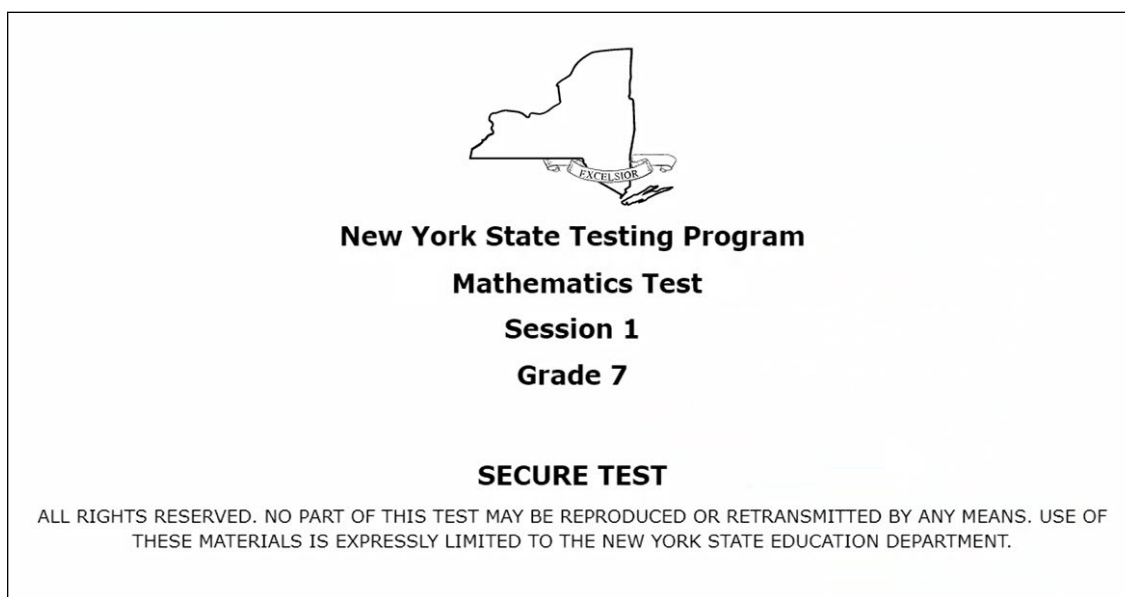 EXCELSIOR
New York State Testing Program
Mathematics Test
Session 1
Grade 7
SECURE TEST
ALL RIGHTS RESERVED. NO PART OF THIS TEST MAY BE REPRODUCED OR RETRANSMITTED BY ANY MEANS. USE OF
THESE MATERIALS IS EXPRESSLY LIMITED TO THE NEW YORK STATE EDUCATION DEPARTMENT.